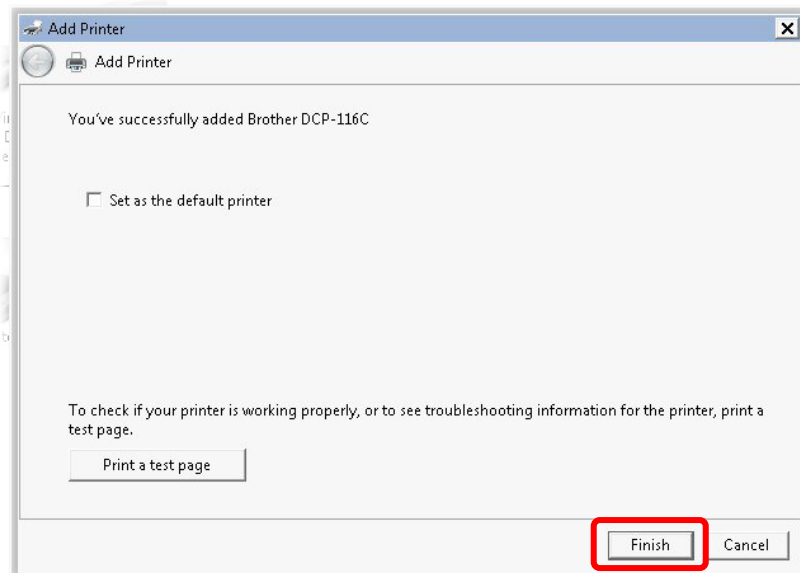 Add Printer
Add Printer
You've successfully added Brother DCP-116C
Set as the default printer
To check if your printer is working properly, or to see troubleshooting information for the printer, print a
test page.
Print a test page
Finish Cancel